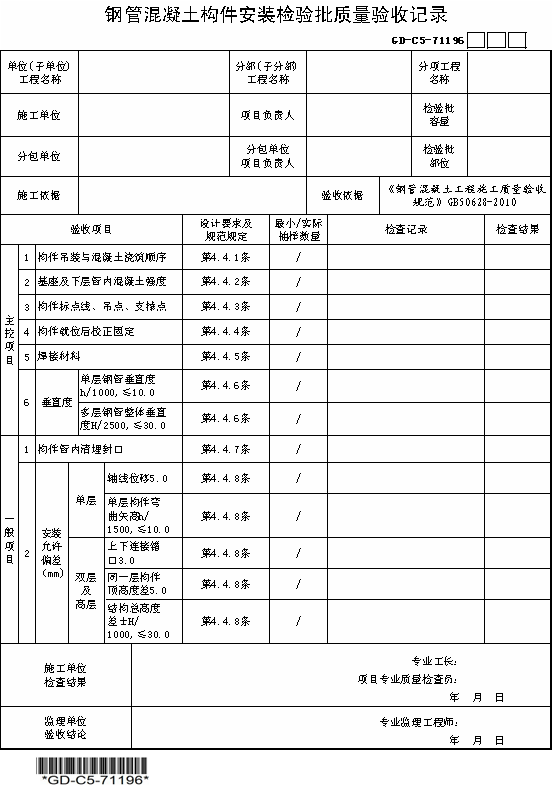 钢管混凝土构件安装检验批质量验收记录
GD-C5-71196
单位(子单位)
工程名称
分部(子分部)
工程名称
分项工程
名称
施工单位
项目负责人
检验批
容量
分包单位
分包单位
项目负责人
检验批
部位
施工依据
验收依据
《钢管混凝土工程施工质量验收
规范》GB50628-2010
验收项目
设计要求及
规范规定
最小/实际
抽样数量
检查记录
检查结果
主
控
项
目
1 构件吊装与混凝土浇筑顺序 第4.4.1条 /
2 基座及下层管内混凝土强度 第4.4.2条 /
3 构件标点线、吊点、支撑点 第4.4.3条 /
4 构件就位后校正固定 第4.4.4条 /
5 焊接材料 第4.4.5条 /
6 垂直度
单层钢管垂直度
h/1000,≤10.0
第4.4.6条 /
多层钢管整体垂直
度H/2500,≤30.0
第4.4.6条 /
一
般
项
目
1 构件管内清理封口 第4.4.7条 /
2
安装
允许
偏差
(mm)
单层
轴线位移5.0 第4.4.8条 /
单层构件弯
曲矢高h/
1500,≤10.0
第4.4.8条 /
双层
及
高层
上下连接错
口3.0
第4.4.8条 /
同一层构件
顶高度差5.0
第4.4.8条 /
结构总高度
差±H/
1000,≤30.0
第4.4.8条 /
施工单位
检查结果
专业工长:
项目专业质量检查员:
年 月 日
监理单位
验收结论
专业监理工程师:
年 月 日
*GD-C5-71196*